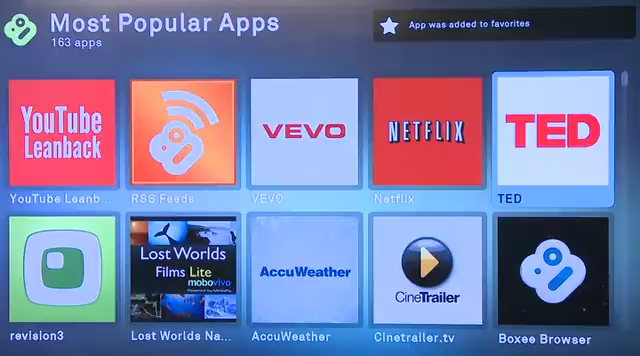 Most Popular Apps
163 apps
App was added to favorites
YouTube
Leanback
VEVO
NETFLIX
TED
YouTube Leanb...
RSS Feeds
VEVO
Netflix
TED
Lost Worlds
Films Lite
mobovivo
AccuWeather
CineTrailer
revision3
Lost Worlds Na...
AccuWeather
Cinetrailer.tv
Boxee Browser